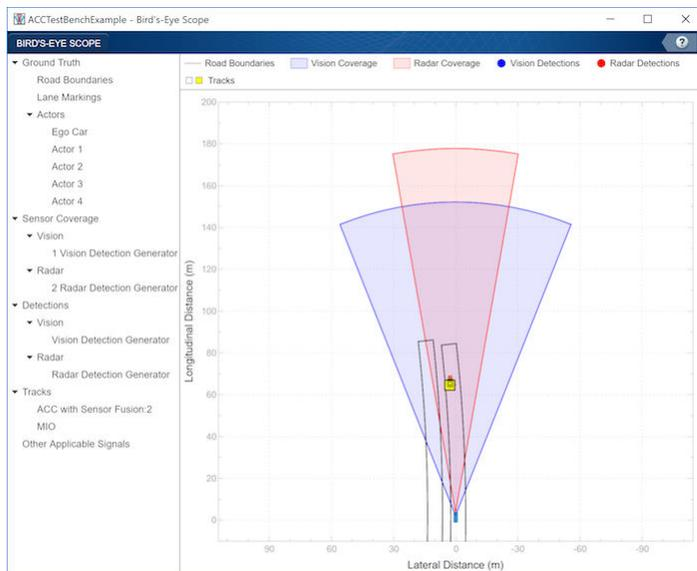 ACCTestBenchExample - Bird's-Eye Scope
BIRD'S-EYE SCOPE
?
Ground Truth
Road Boundaries
Lane Markings
Actors
Ego Car
Actor 1
Actor 2
Actor 3
Actor 4
Sensor Coverage
Vision
1 Vision Detection Generator
Radar
2 Radar Detection Generator
Detections
Vision
Vision Detection Generator
Radar
Radar Detection Generator
Tracks
ACC with Sensor Fusion:2
MIO
Other Applicable Signals
Road Boundaries Vision Coverage Radar Coverage Vision Detections Radar Detections
Tracks
200
180
160
140
120
100
80
60
40
20
0
Longitudinal Distance (m)
90 60 30 0 -30 -60 -90
Lateral Distance (m)